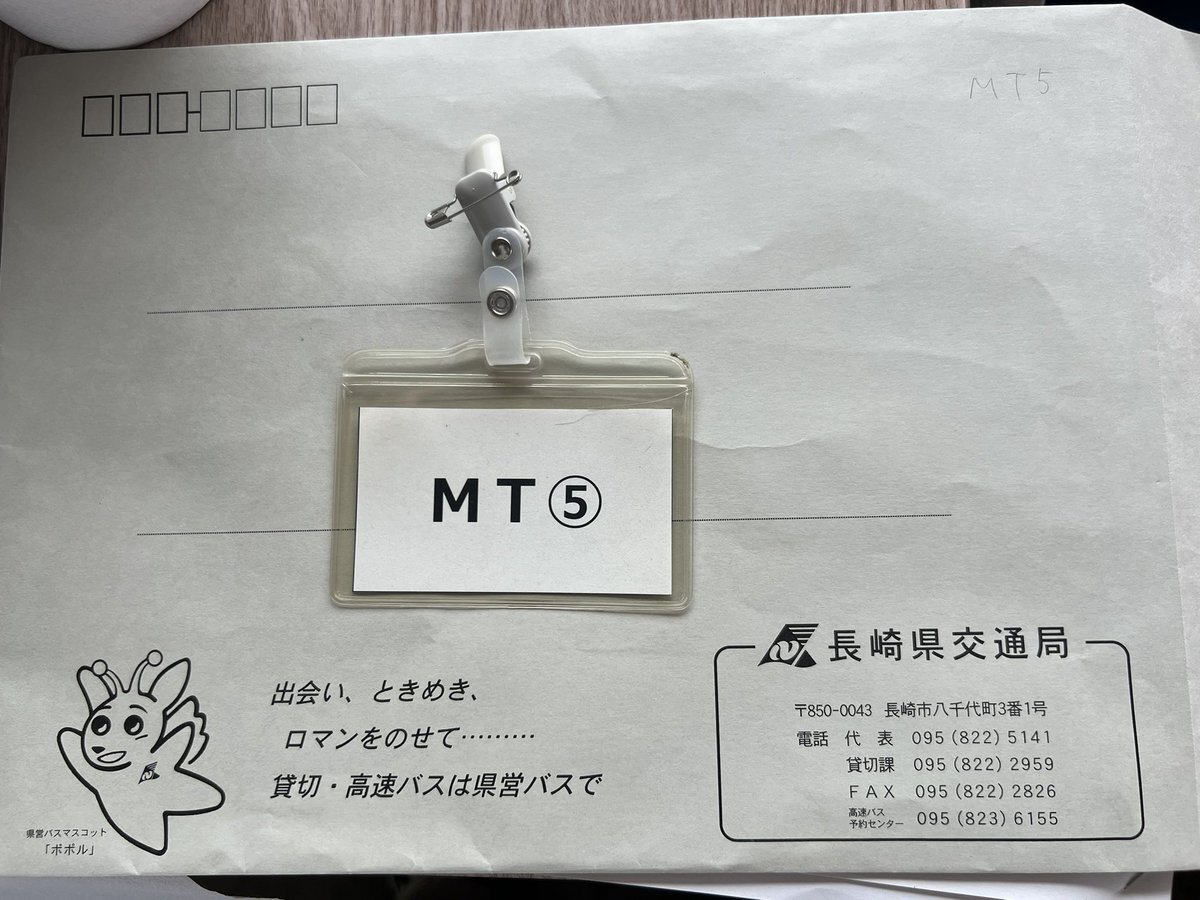 MT5
MT⑤
出会い、ときめき、
ロマンをのせて………
貸切・高速バスは県営バスで
県営バスマスコット
「ポポル」
長崎県交通局
〒850-0043 長崎市八千代町3番1号
電話 代表 095(822)5141
貸切課 095(822)2959
FAX 095(822)2826
高速バス
予約センター 095(823)6155